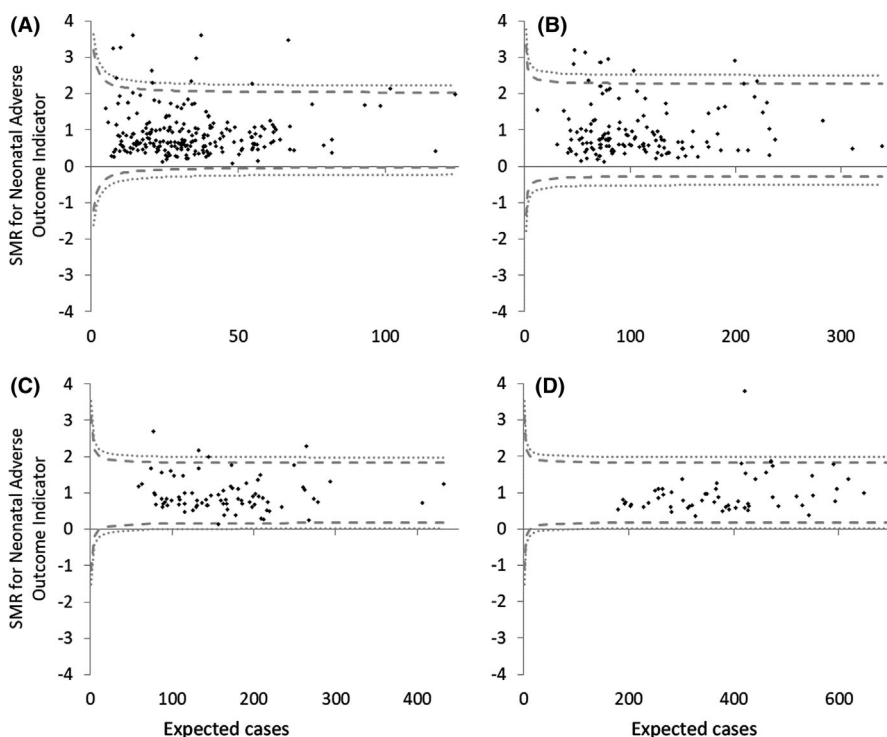 (A)
SMR for Neonatal Adverse
Outcome Indicator
4
3
2
1
0
-1
-2
-3
-4
0 50 100
(B)
4
3
2
1
0
-1
-2
-3
-4
0 100 200 300
(C)
SMR for Neonatal Adverse
Outcome Indicator
4
3
2
1
0
-1
-2
-3
-4
0 100 200 300 400
Expected cases
(D)
4
3
2
1
0
-1
-2
-3
-4
0 200 400 600
Expected cases